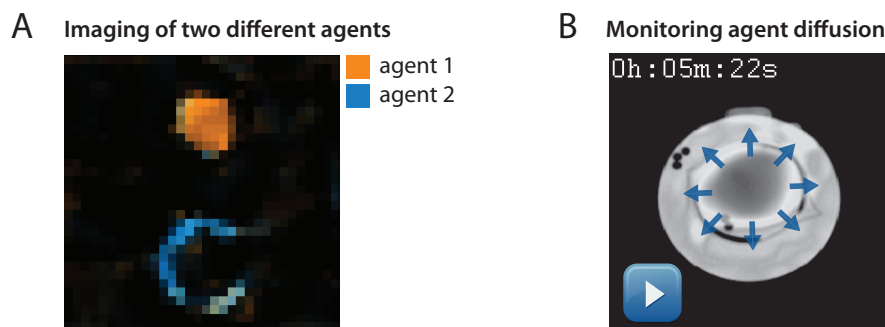 A Imaging of two different agents
agent 1
agent 2
B Monitoring agent diffusion
0h:05m:22s